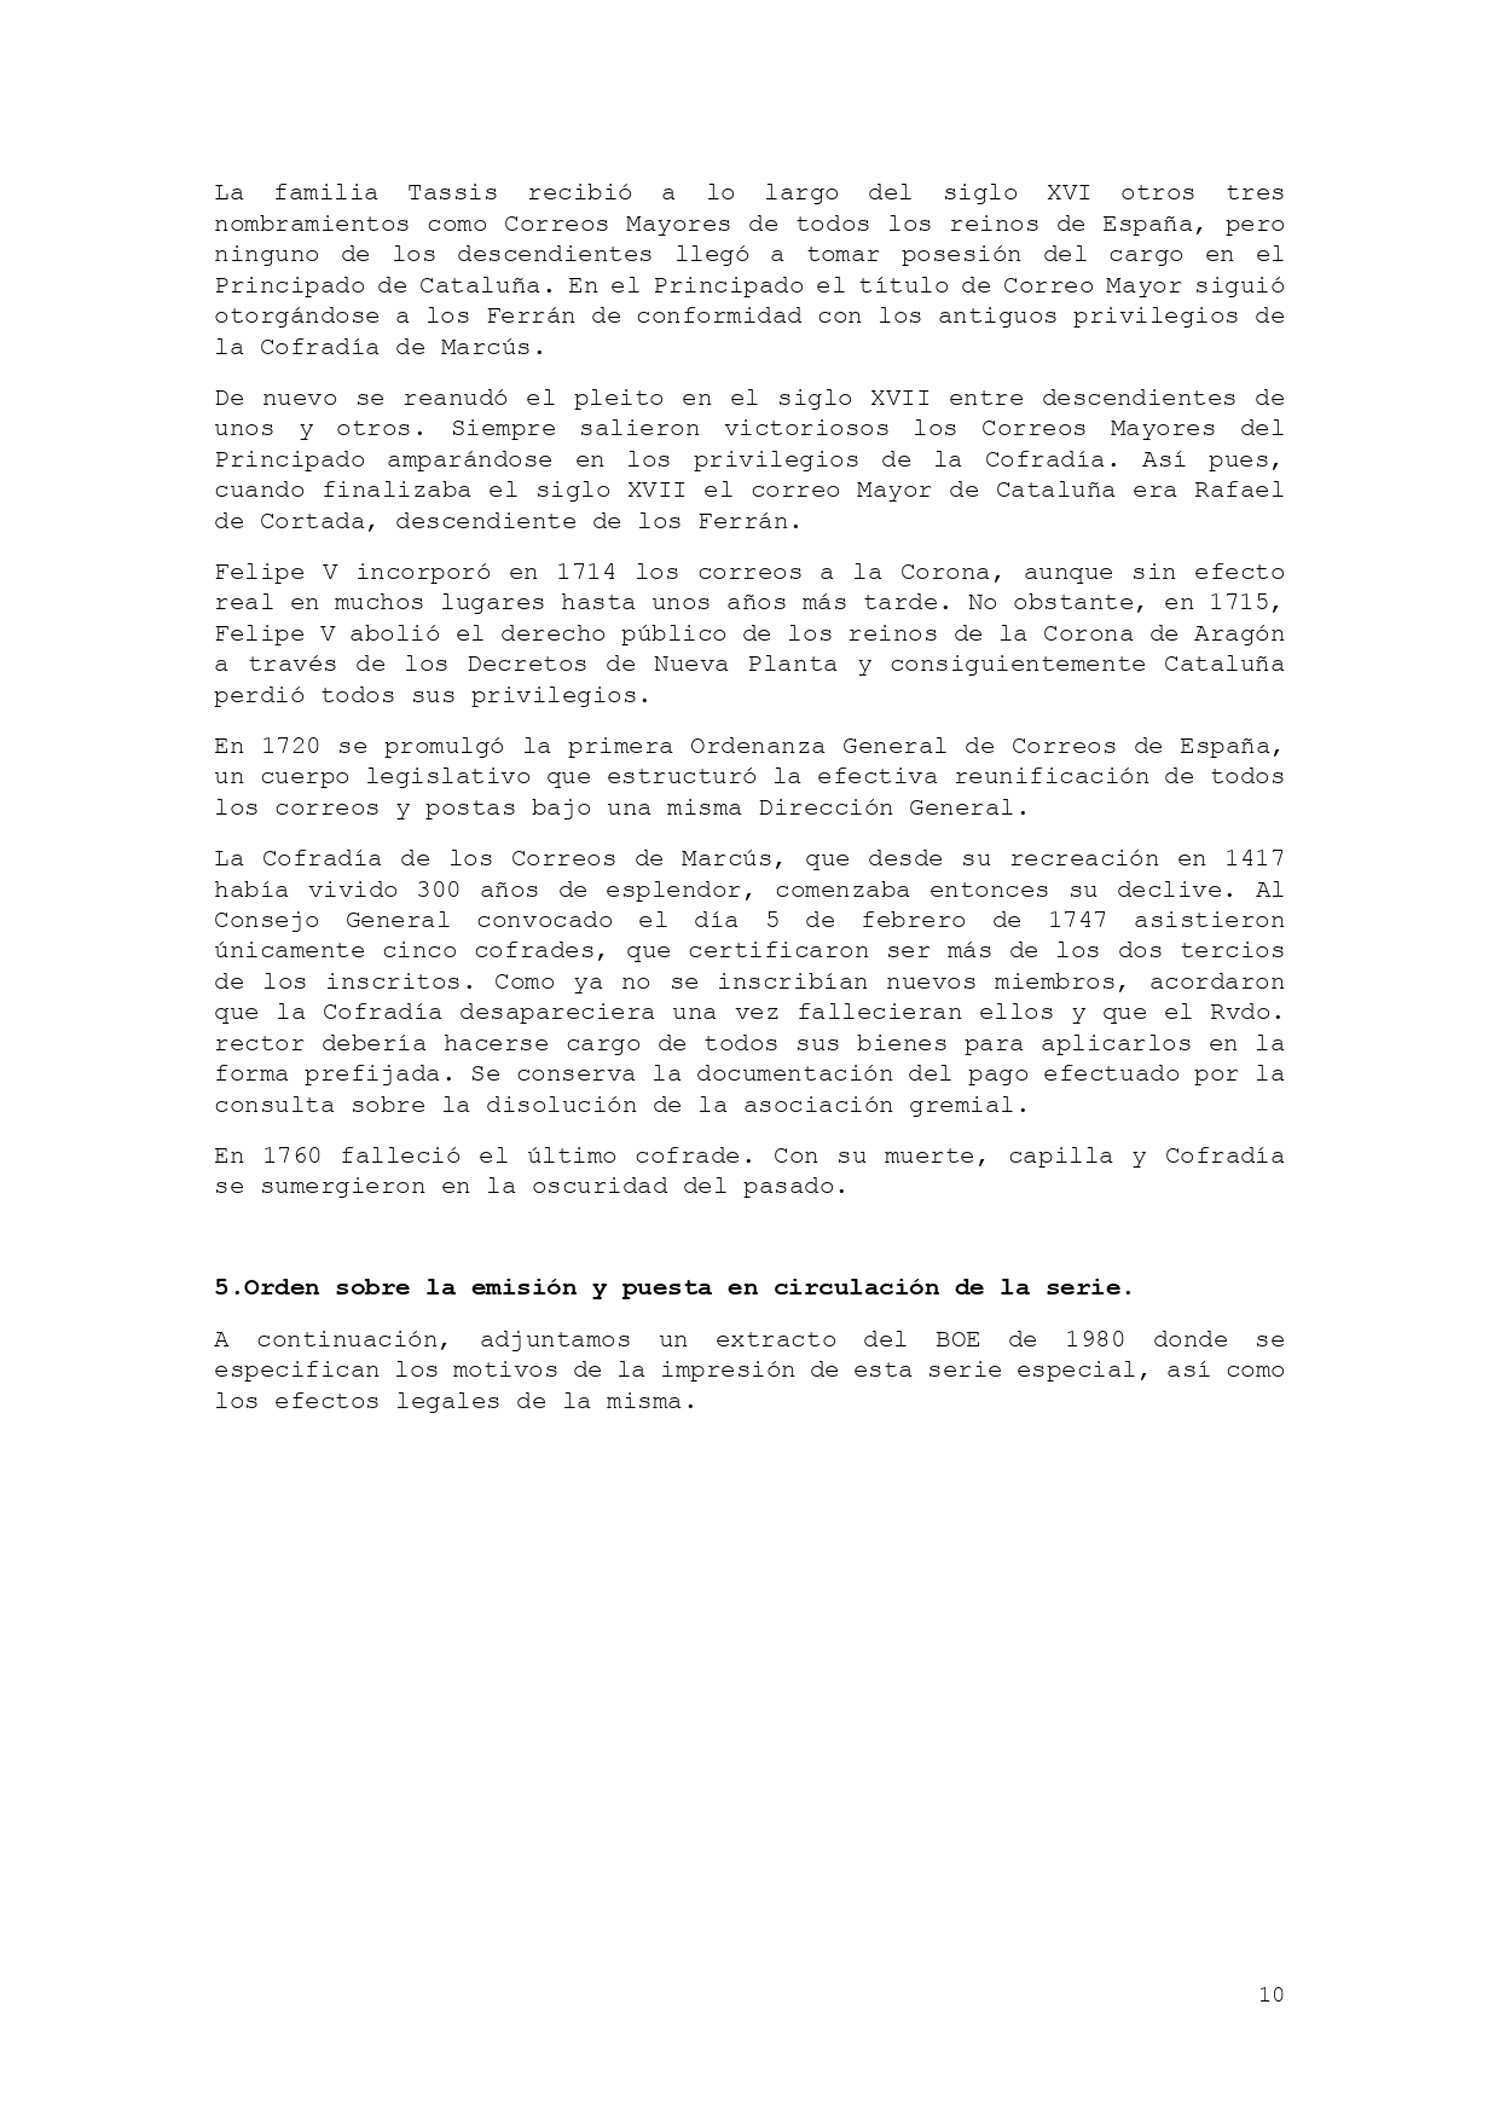 La familia Tassis recibió a lo largo del siglo XVI otros tres
nombramientos como Correos Mayores de todos los reinos de España, pero
ninguno de los descendientes llegó a tomar posesión del cargo en el
Principado de Cataluña. En el Principado el título de Correo Mayor siguió
otorgándose a los Ferrán de conformidad con los antiguos privilegios de
la Cofradía de Marcús.
De nuevo se reanudó el pleito en el siglo XVII entre descendientes de
unos y otros. Siempre salieron victoriosos los Correos Mayores del
Principado amparándose en los privilegios de la Cofradía. Así pues,
cuando finalizaba el siglo XVII el correo Mayor de Cataluña era Rafael
de Cortada, descendiente de los Ferrán.
Felipe V incorporó en 1714 los correos a la Corona, aunque sin efecto
real en muchos lugares hasta unos años más tarde. No obstante, en 1715,
Felipe V abolió el derecho público de los reinos de la Corona de Aragón
a través de los Decretos de Nueva Planta y consiguientemente Cataluña
perdió todos sus privilegios.
En 1720 se promulgó la primera Ordenanza General de Correos de España,
un cuerpo legislativo que estructuró la efectiva reunificación de todos
los correos y postas bajo una misma Dirección General.
La Cofradía de los Correos de Marcús, que desde su recreación en 1417
había vivido 300 años de esplendor, comenzaba entonces su declive. Al
Consejo General convocado el día 5 de febrero de 1747 asistieron
únicamente cinco cofrades, que certificaron ser más de los dos tercios
de los inscritos. Como ya no se inscribían nuevos miembros, acordaron
que la Cofradía desapareciera una vez fallecieran ellos y que el Rvdo.
rector debería hacerse cargo de todos sus bienes para aplicarlos en la
forma prefijada. Se conserva la documentación del pago efectuado por la
consulta sobre la disolución de la asociación gremial.
En 1760 falleció el último cofrade. Con su muerte, capilla y Cofradía
se sumergieron en la oscuridad del pasado.
5.Orden sobre la emisión y puesta en circulación de la serie.
A continuación, adjuntamos un extracto del BOE de 1980 donde se
especifican los motivos de la impresión de esta serie especial, así como
los efectos legales de la misma.
10